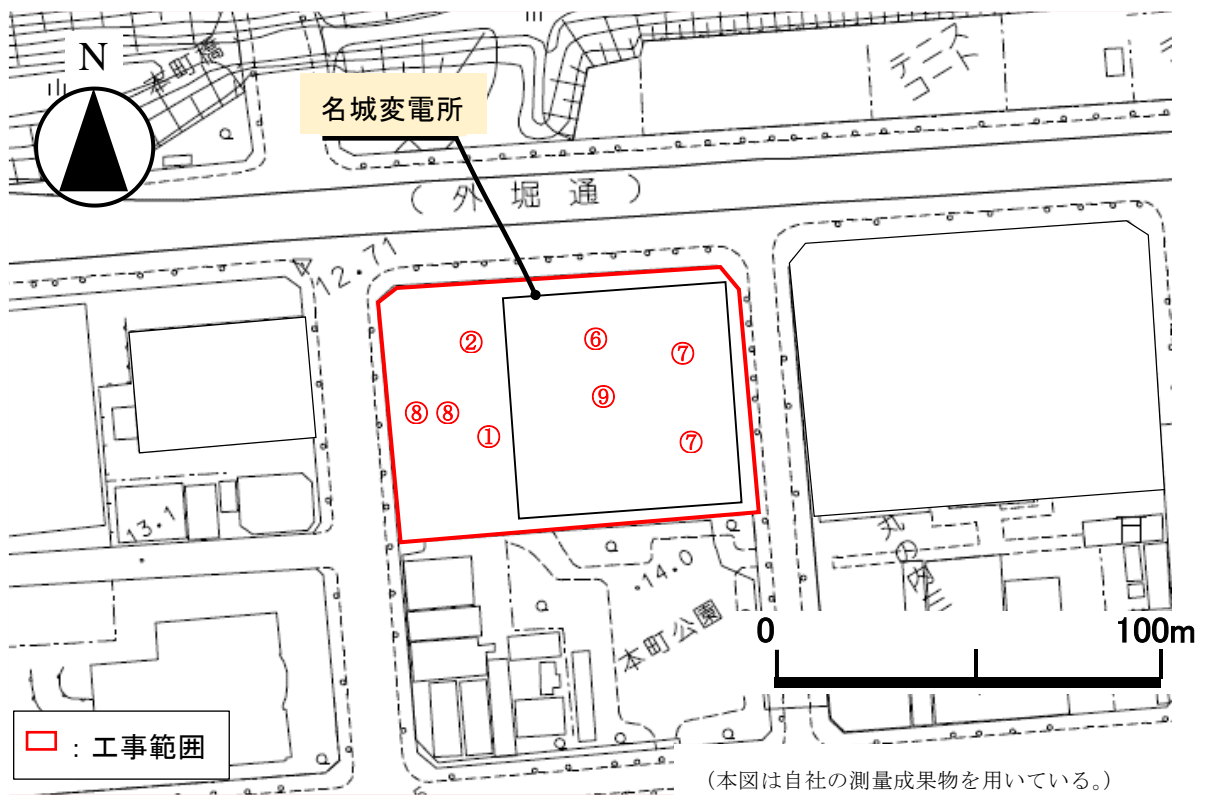 N
本町橋
名城変電所
テニス
コート
テ
(外堀通)
12.71
②
⑥
⑦
⑨
⑧⑧
①
⑦
13.1
丸の内三
.14.0
本町公園
0 100m
:工事範囲
(本図は自社の測量成果物を用いている。)